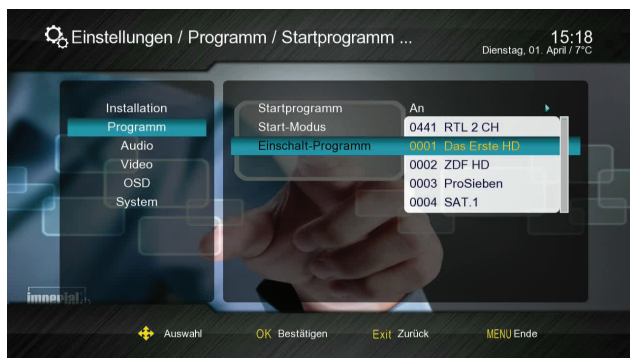 Einstellungen / Programm / Startprogramm ...
15:18
Dienstag, 01. April / 7°C
Installation
Programm
Audio
Video
OSD
System
Startprogramm An
Start-Modus
Einschalt-Programm
0441 RTL 2 CH
0001 Das Erste HD
0002 ZDF HD
0003 ProSieben
0004 SAT.1
imperial
Auswahl
OK Bestätigen
Exit Zurück
MENU Ende